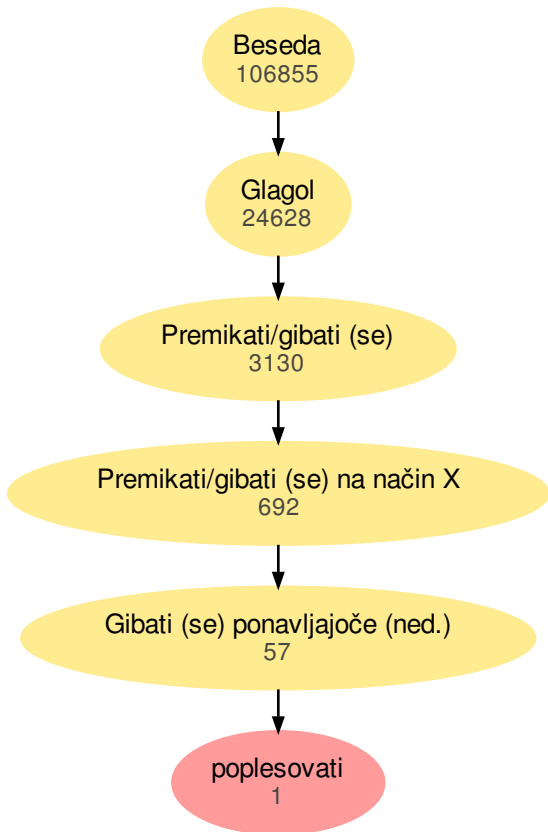 Beseda
106855
Glagol
24628
Premikati/gibati (se)
3130
Premikati/gibati (se) na način X
692
Gibati (se) ponavljajoče (ned.)
57
poplesovati
1